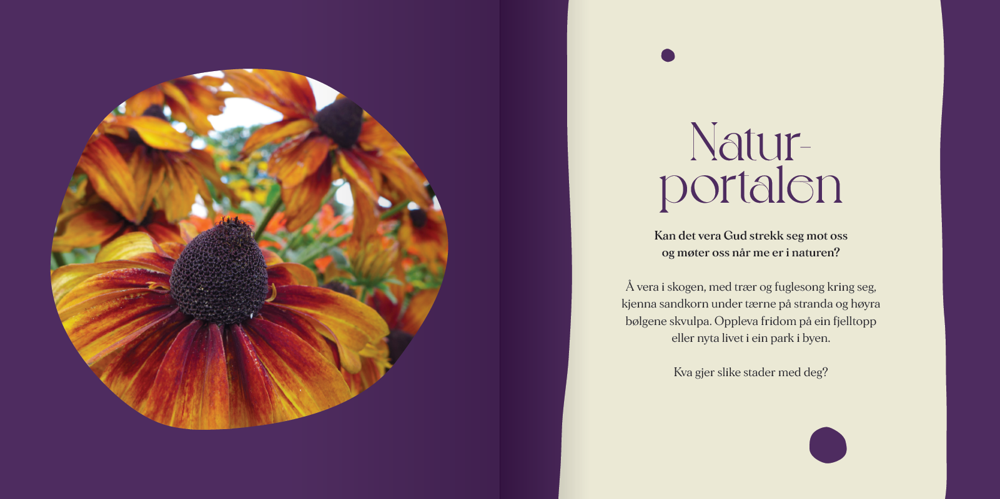 Natur-
portalen
Kan det vera Gud strekk seg mot oss
og møter oss når me er i naturen?
Å vera i skogen, med trær og fuglesong kring seg,
kjenna sandkorn under tærne på stranda og høyra
bølgene skvulpa. Oppleva fridom på ein fjelltopp
eller nyta livet i ein park i byen.
Kva gjer slike stader med deg?